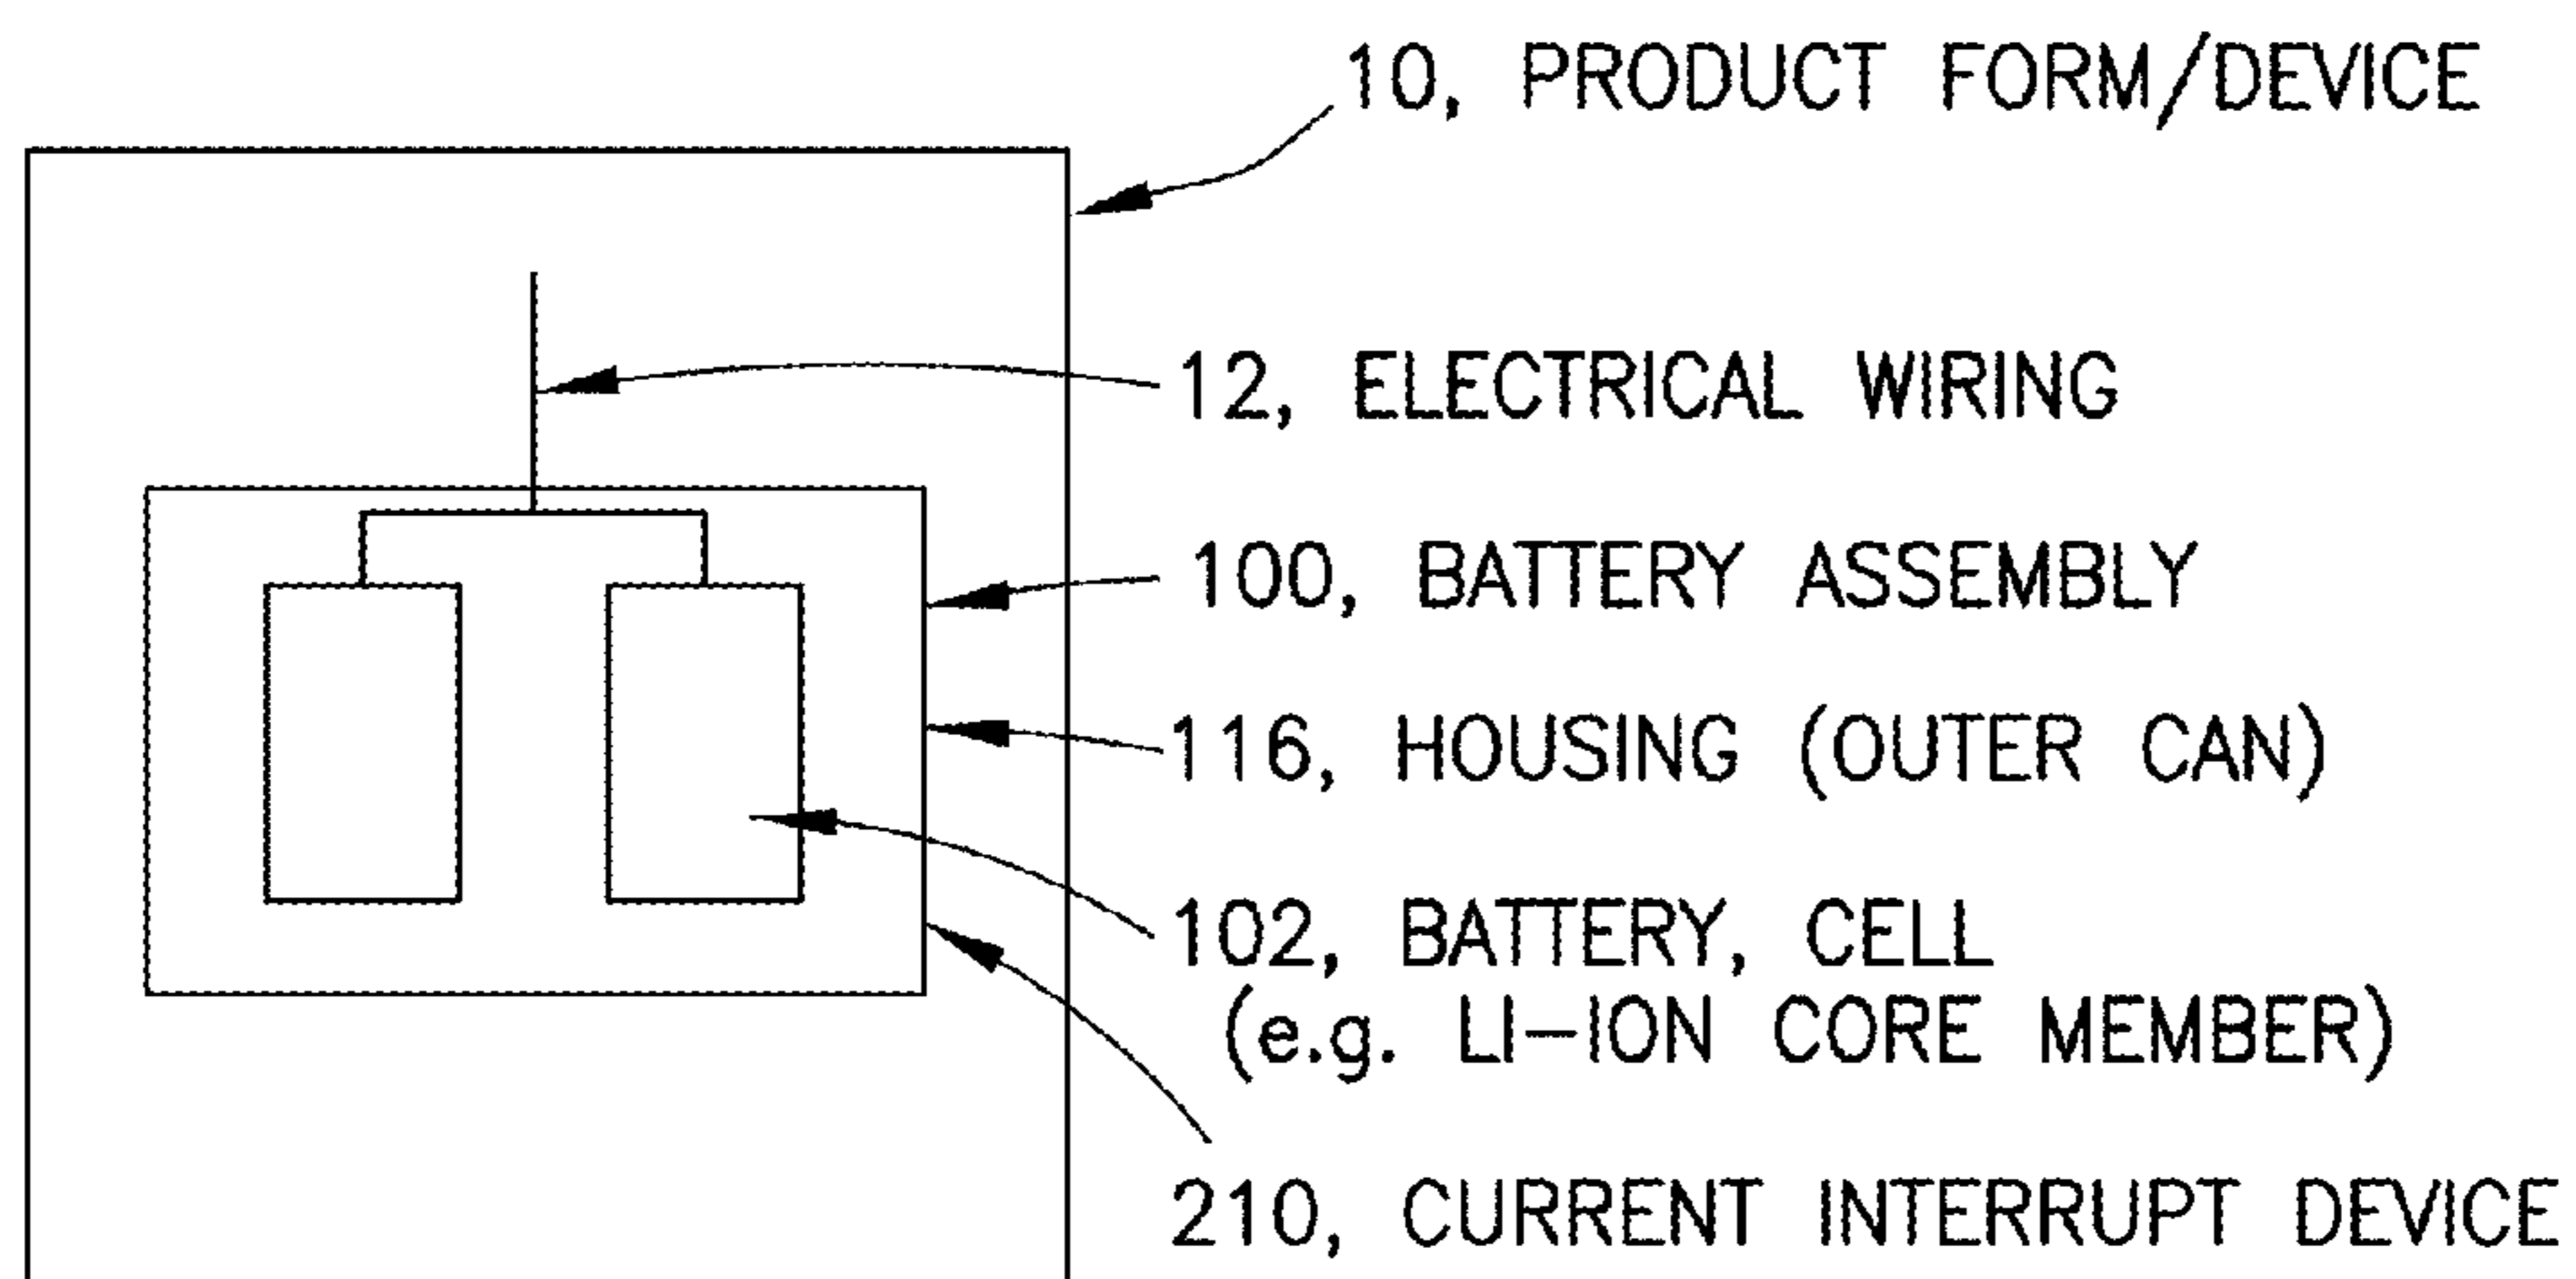 10, PRODUCT FORM/DEVICE
12, ELECTRICAL WIRING
100, BATTERY ASSEMBLY
116, HOUSING (OUTER CAN)
102, BATTERY, CELL
(e.g. LI-ION CORE MEMBER)
210, CURRENT INTERRUPT DEVICE